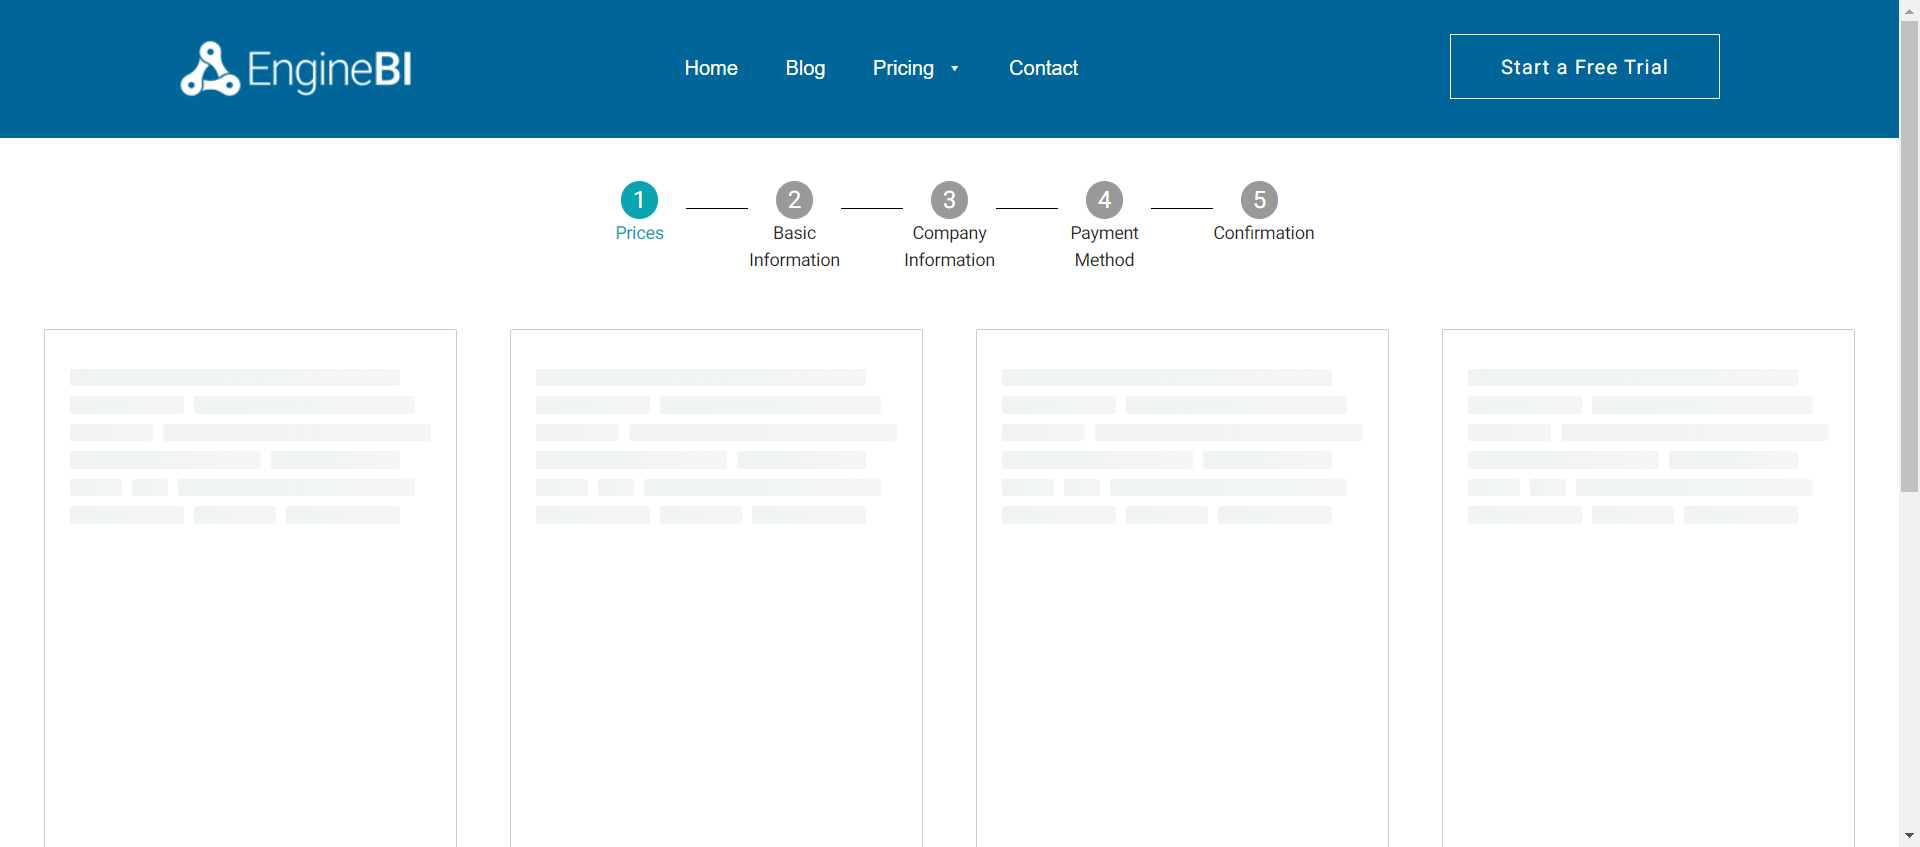 EngineBI
Home Blog Pricing Contact
Start a Free Trial
1 2 3 4 5
Prices Basic Company Payment Confirmation
Information Information Method